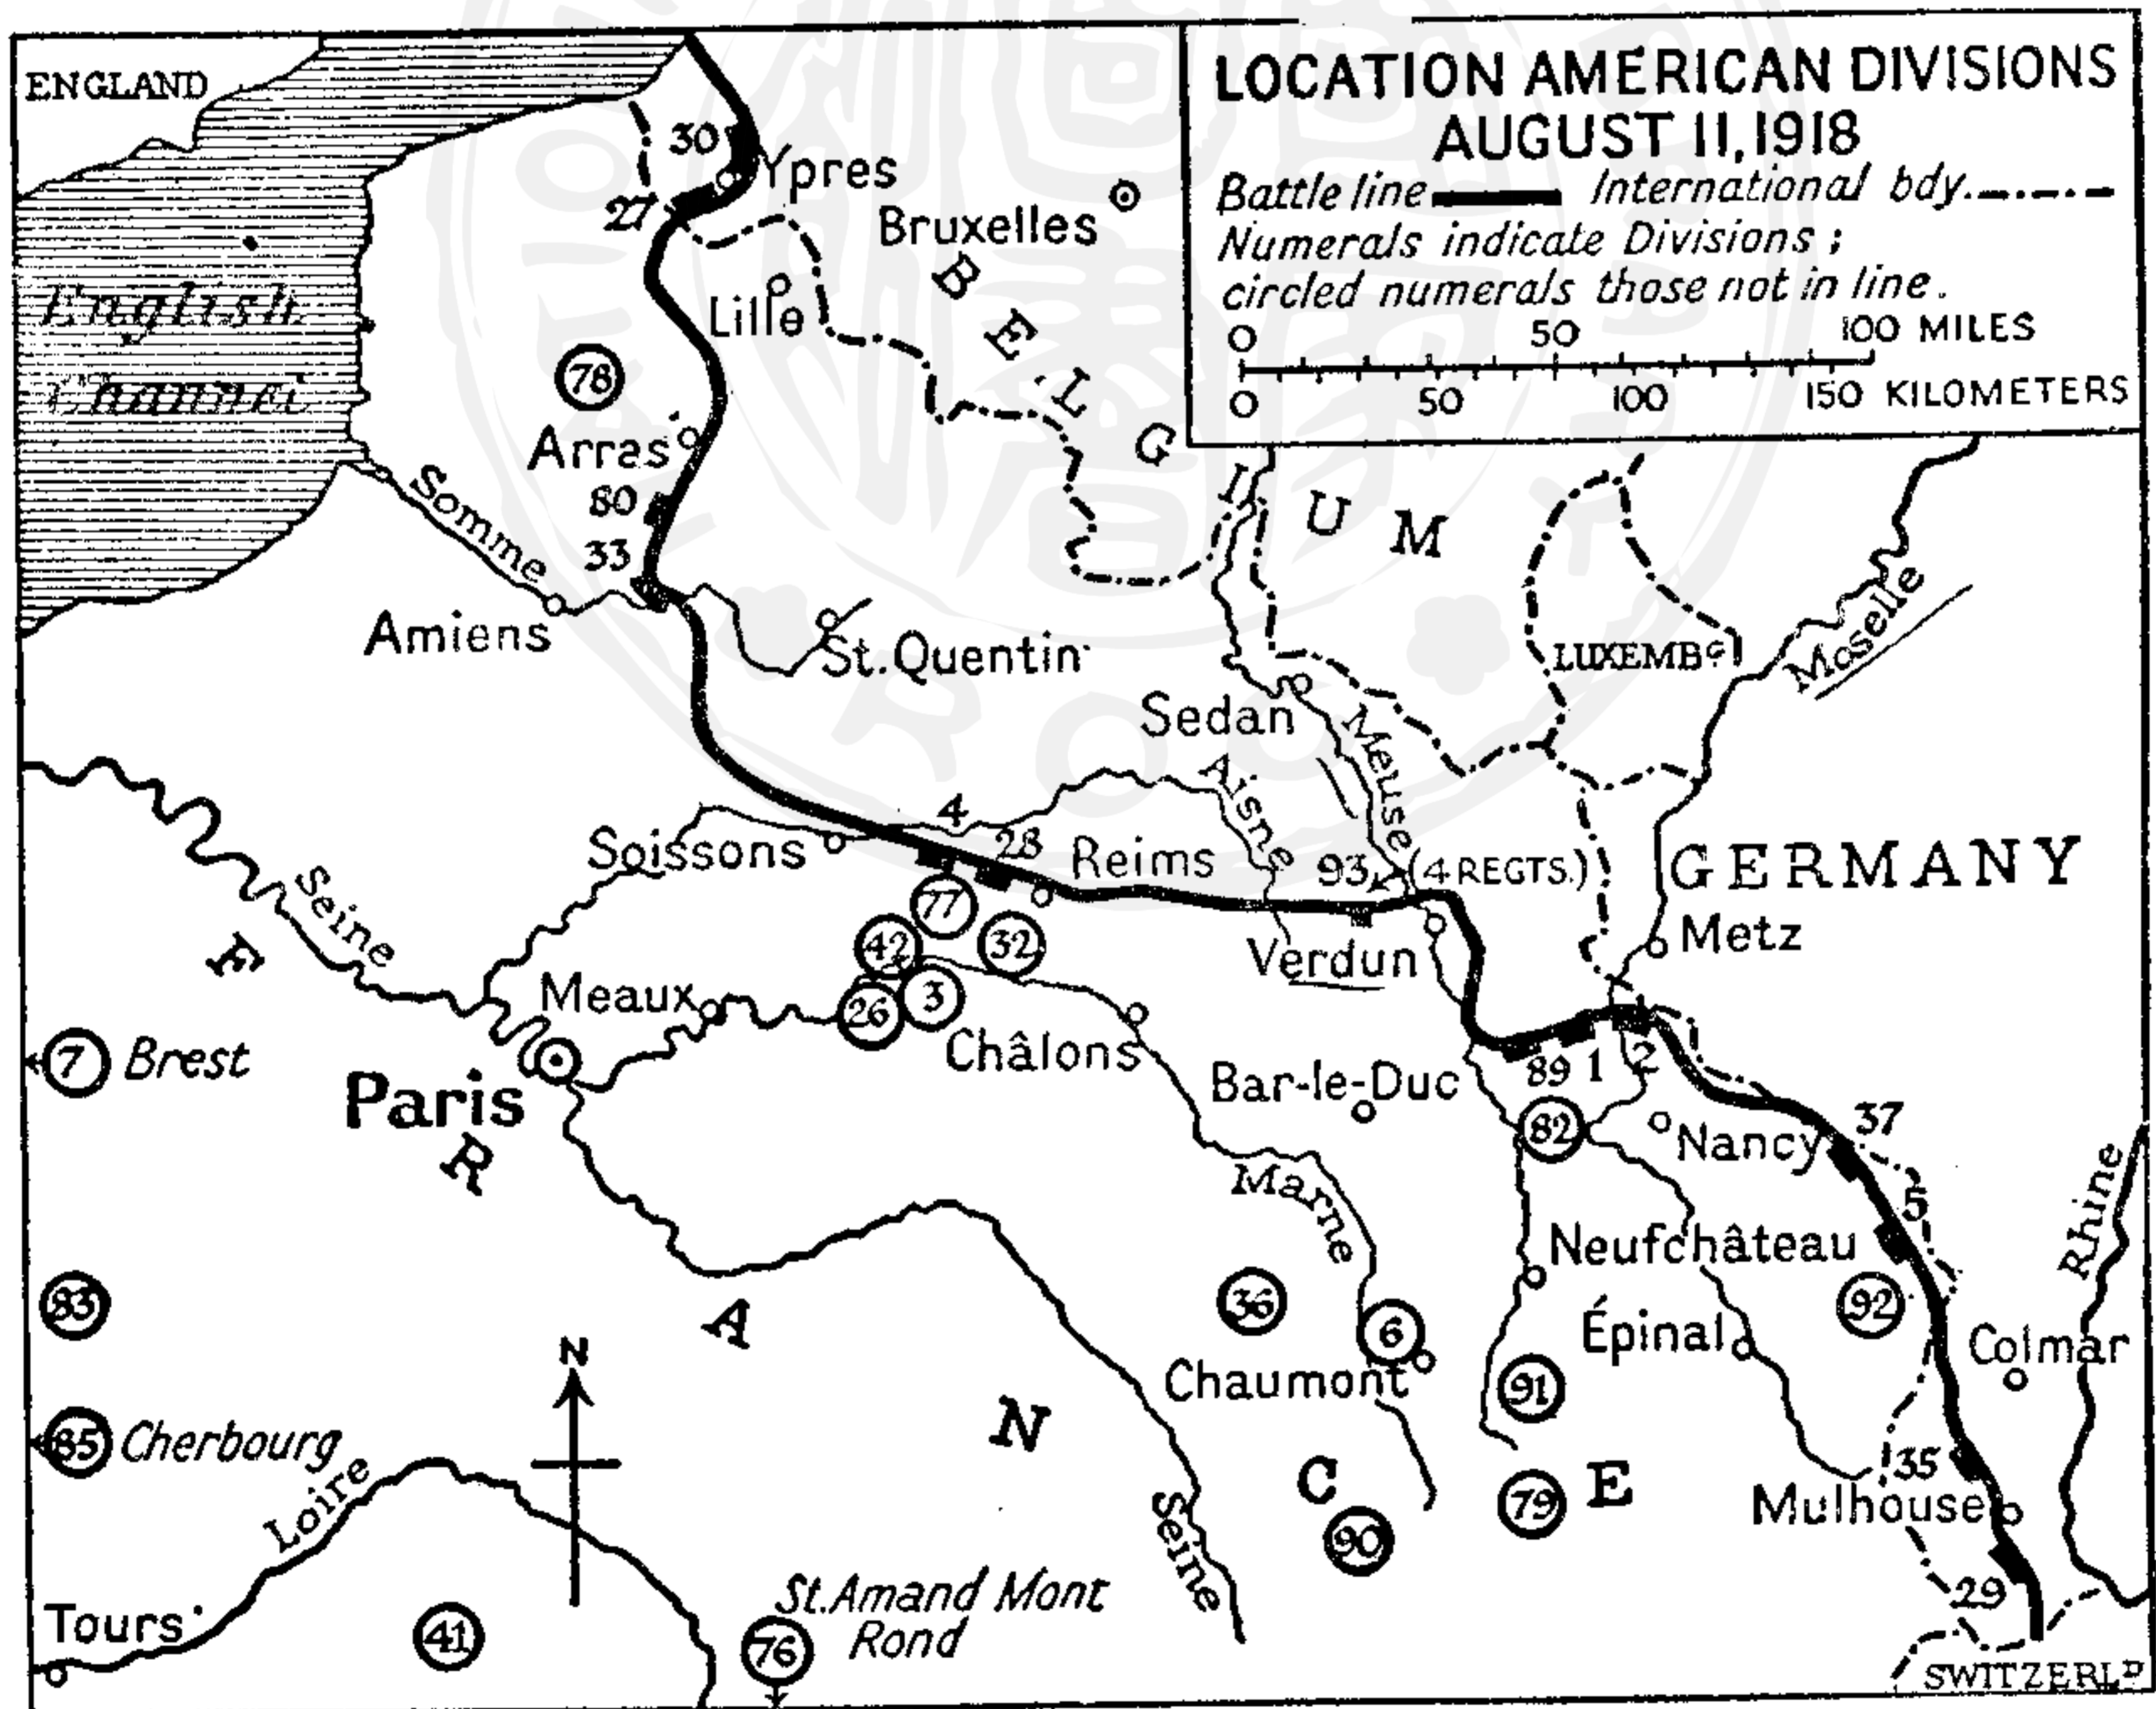 LOCATION AMERICAN DIVISIONS
AUGUST 11, 1918
Battle line International bdy.
Numerals indicate Divisions ;
circled numerals those not in line.
0 50 100 MILES
0 50 100 150 KILOMETERS
ENGLAND
English
Channel
30
Ypres
27
Bruxelles
BELGIUM
Lille
78
Arras
80
33
Somme
Amiens
St. Quentin
LUXEMBG
Moselle
Sedan
Meuse
Aisne
4
28
Soissons
Reims
93 (4 REGTS.)
GERMANY
77
42
32
26
3
Verdun
Metz
Seine
Meaux
Châlons
7 Brest
Paris
Bar-le-Duc
89 1 2
82
Nancy
37
5
Marne
Neufchâteau
Rhine
83
36
6
Chaumont
Épinal
92
Colmar
91
N
85 Cherbourg
Loire
FRANCE
35
Mulhouse
79
90
Seine
Tours
41
St. Amand Mont
Rond
76
29
SWITZERLD